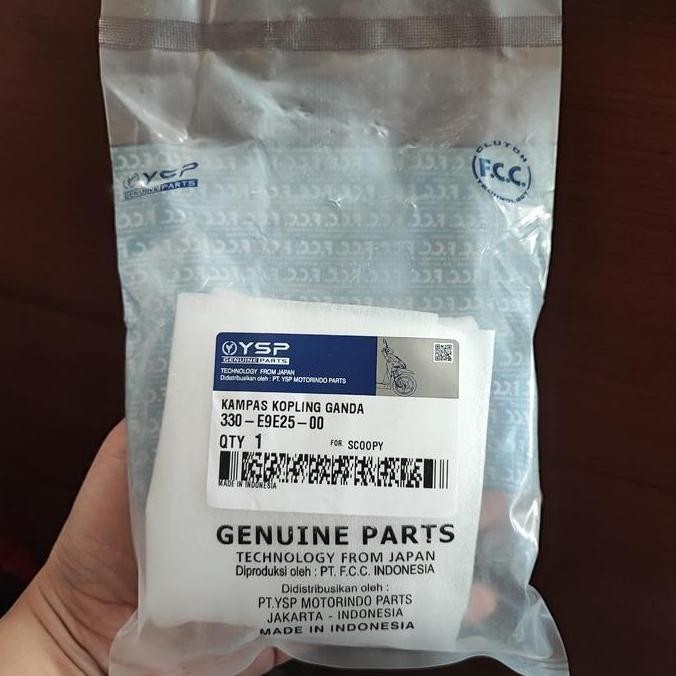 YSP
GENUINE PARTS
CLUTCH
F.C.C.
TECHNOLOGY
YSP
GENUINE PARTS
TECHNOLOGY FROM JAPAN
Didistribusikan oleh : PT. YSP MOTORINDO PARTS
KAMPAS KOPLING GANDA
330-E9E25-00
QTY 1 FOR SCOOPY
MADE IN INDONESIA
GENUINE PARTS
TECHNOLOGY FROM JAPAN
Diproduksi oleh : PT. F.C.C. INDONESIA
Didistribusikan oleh :
PT.YSP MOTORINDO PARTS
JAKARTA - INDONESIA
MADE IN INDONESIA